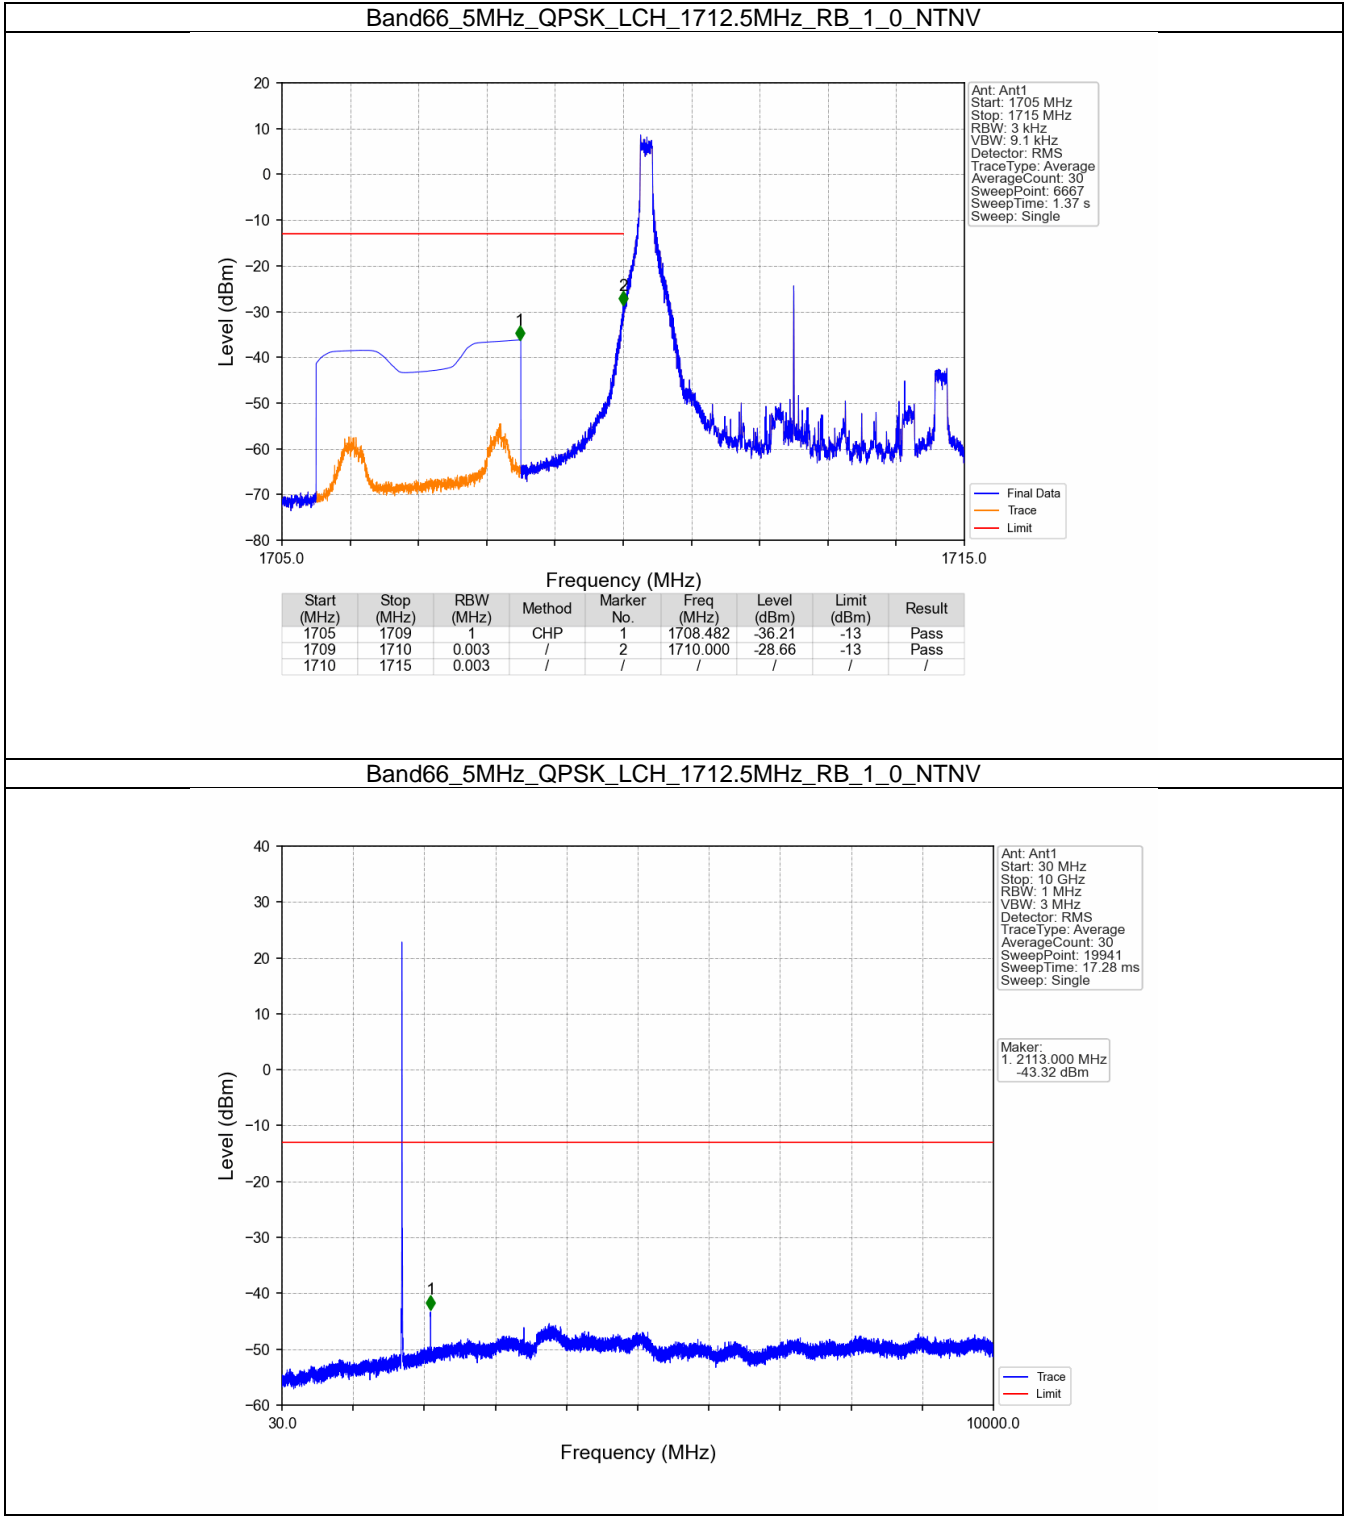 Band66_5MHz_QPSK_LCH_1712.5MHz_RB_1_0_NTNV
20
10
0
−10
−20
−30
−40
−50
−60
−70
−80
Level (dBm)
1
2
1705.0
1715.0
Frequency (MHz)
Ant: Ant1
Start: 1705 MHz
Stop: 1715 MHz
RBW: 3 kHz
VBW: 9.1 kHz
Detector: RMS
TraceType: Average
AverageCount: 30
SweepPoint: 6667
SweepTime: 1.37 s
Sweep: Single
Final Data
Trace
Limit
Start (MHz) Stop (MHz) RBW (MHz) Method Marker No. Freq (MHz) Level (dBm) Limit (dBm) Result
1705 1709 1 CHP 1 1708.482 -36.21 -13 Pass
1709 1710 0.003 / 2 1710.000 -28.66 -13 Pass
1710 1715 0.003 / / / / / /
Band66_5MHz_QPSK_LCH_1712.5MHz_RB_1_0_NTNV
40
30
20
10
0
−10
−20
−30
−40
−50
−60
Level (dBm)
1
30.0
10000.0
Frequency (MHz)
Ant: Ant1
Start: 30 MHz
Stop: 10 GHz
RBW: 1 MHz
VBW: 3 MHz
Detector: RMS
TraceType: Average
AverageCount: 30
SweepPoint: 19941
SweepTime: 17.28 ms
Sweep: Single
Maker:
1. 2113.000 MHz
-43.32 dBm
Trace
Limit